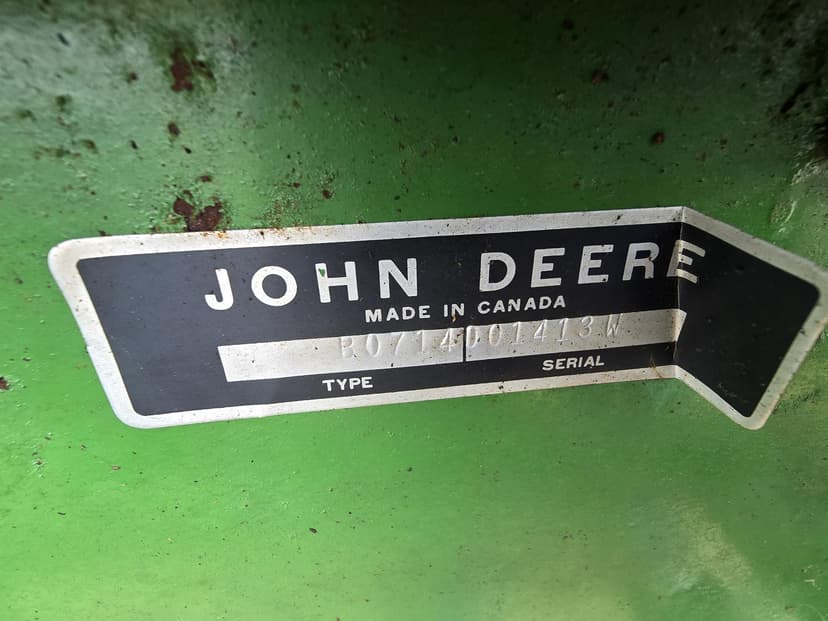 JOHN DEERE
MADE IN CANADA
B0714 001413W
TYPE SERIAL